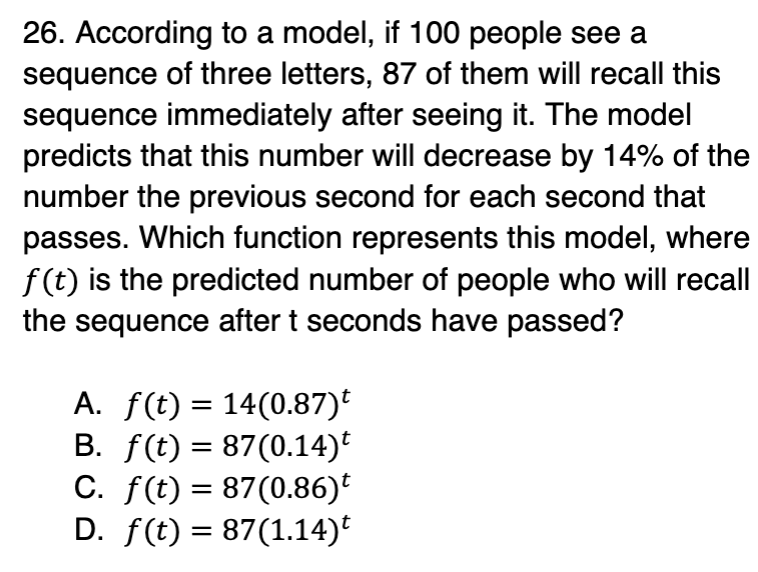 26. According to a model, if 100 people see a
sequence of three letters, 87 of them will recall this
sequence immediately after seeing it. The model
predicts that this number will decrease by 14% of the
number the previous second for each second that
passes. Which function represents this model, where
f(t) is the predicted number of people who will recall
the sequence after t seconds have passed?
A. f(t) = 14(0.87)ᵗ
B. f(t) = 87(0.14)ᵗ
C. f(t) = 87(0.86)ᵗ
D. f(t) = 87(1.14)ᵗ